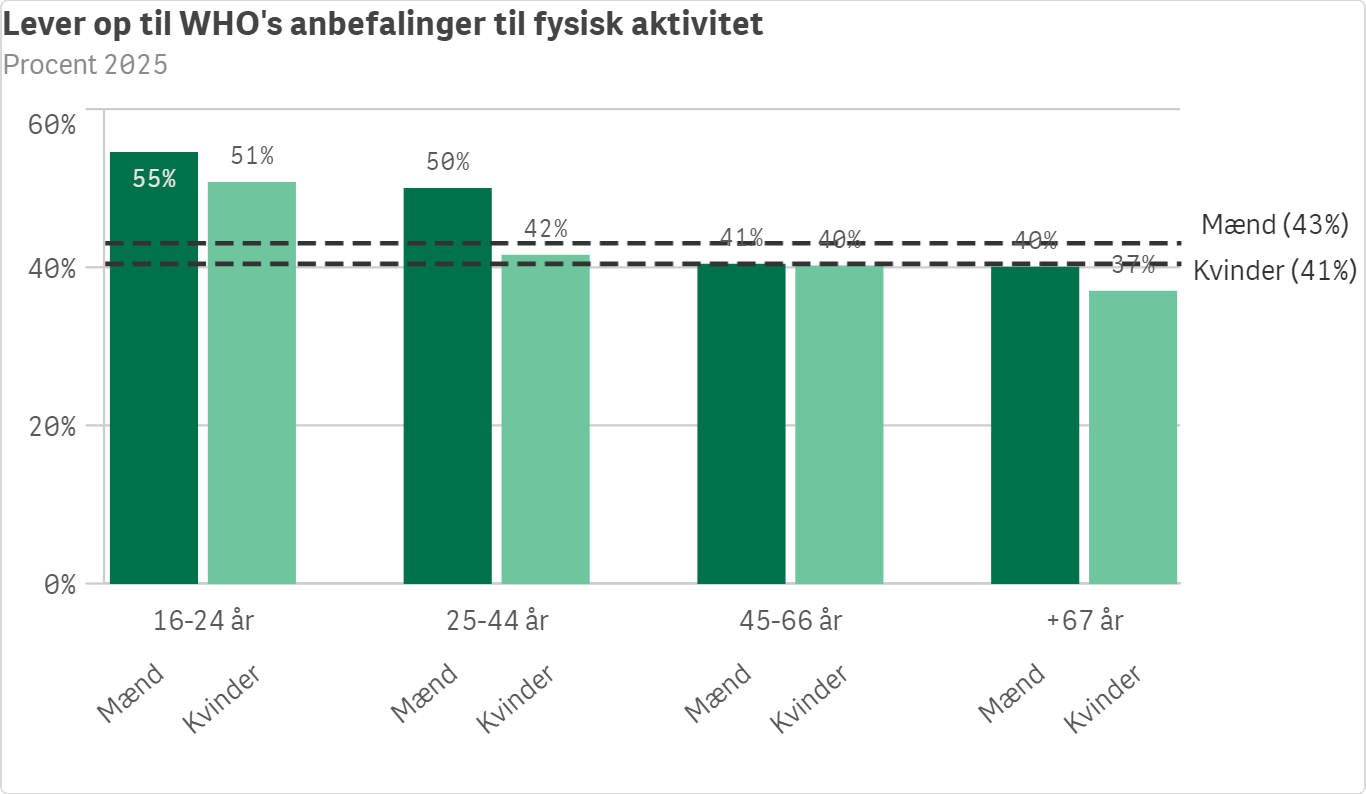 Lever op til WHO's anbefalinger til fysisk aktivitet
Procent 2025
60%
40%
20%
0%
55%
51%
50%
42%
41%
40%
40%
37%
Mænd (43%)
Kvinder (41%)
16-24 år
25-44 år
45-66 år
+67 år
Mænd
Kvinder
Mænd
Kvinder
Mænd
Kvinder
Mænd
Kvinder